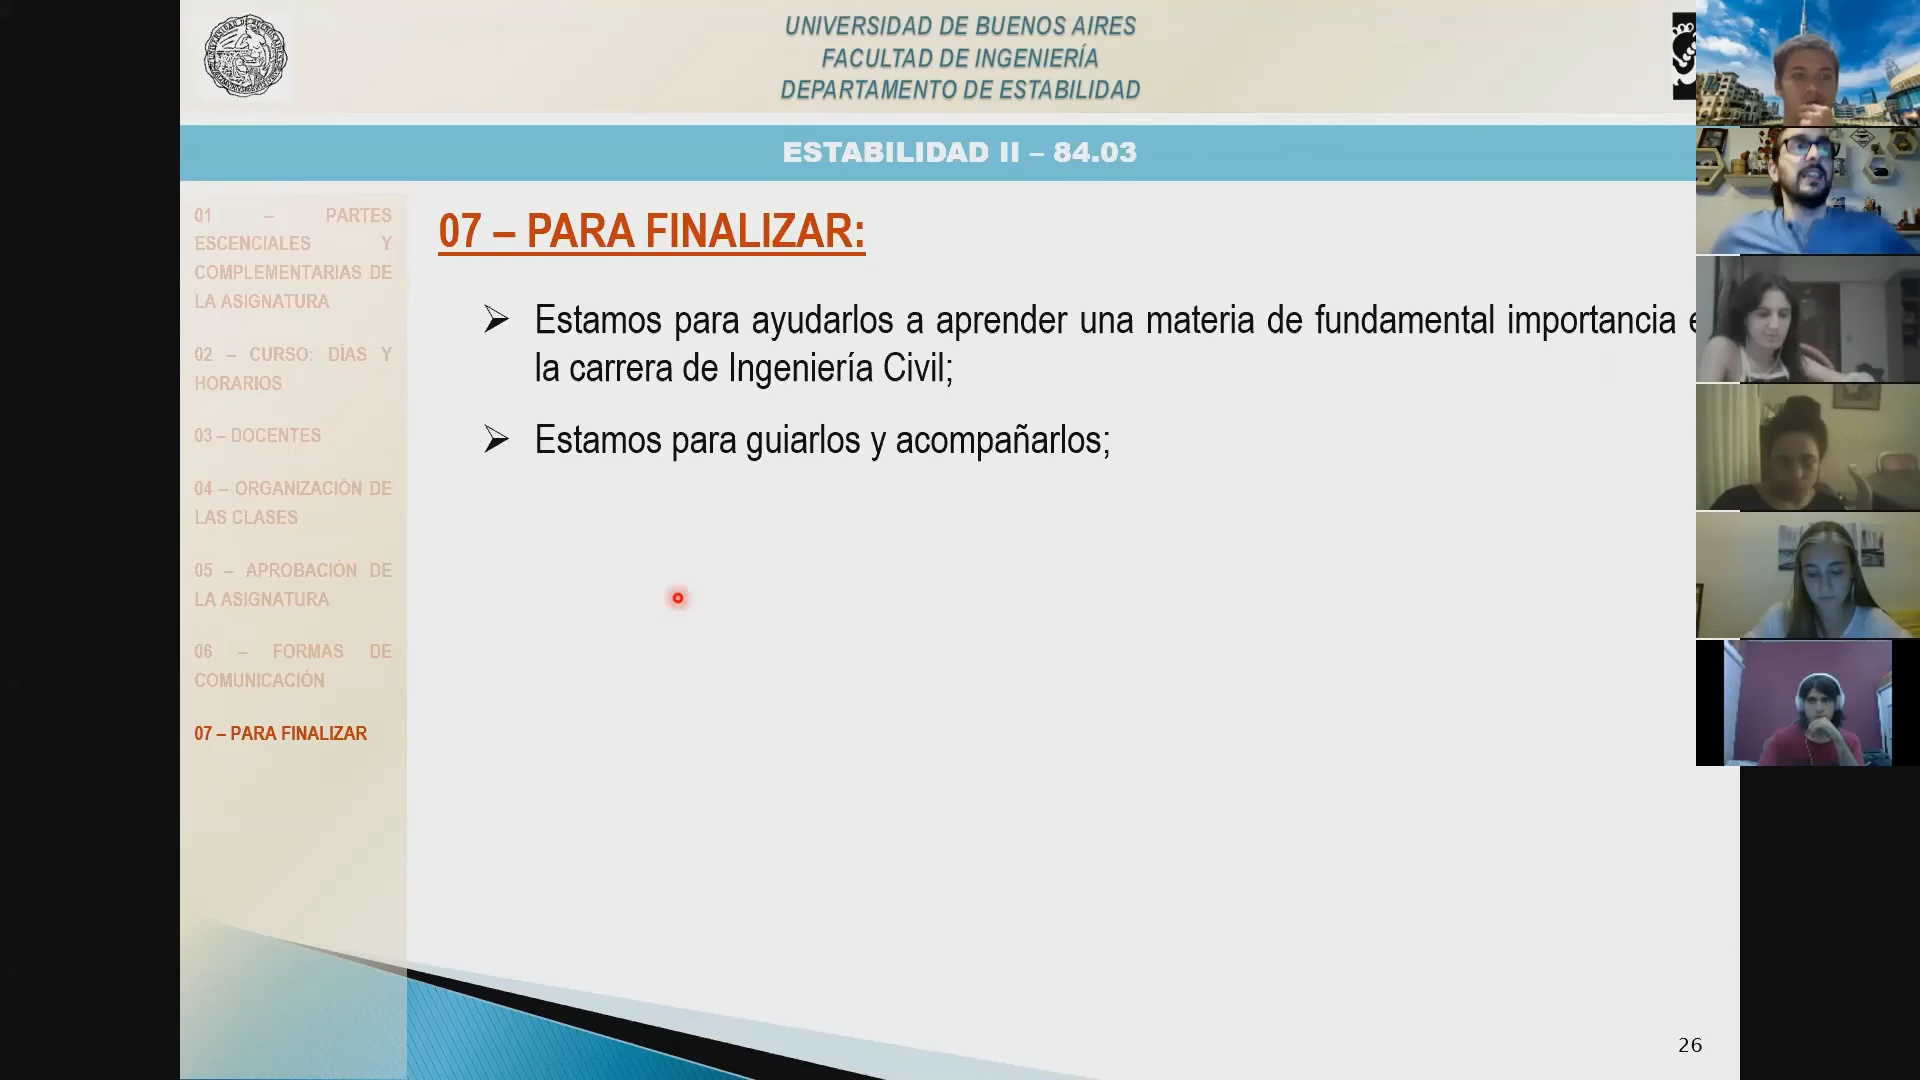 UNIVERSIDAD DE BUENOS AIRES
FACULTAD DE INGENIERÍA
DEPARTAMENTO DE ESTABILIDAD
ESTABILIDAD II – 84.03
01 – PARTES
ESCENCIALES Y
COMPLEMENTARIAS DE
LA ASIGNATURA
02 – CURSO: DÍAS Y
HORARIOS
03 – DOCENTES
04 – ORGANIZACIÓN DE
LAS CLASES
05 – APROBACIÓN DE
LA ASIGNATURA
06 – FORMAS DE
COMUNICACIÓN
07 – PARA FINALIZAR
07 – PARA FINALIZAR:
➢ Estamos para ayudarlos a aprender una materia de fundamental importancia
la carrera de Ingeniería Civil;
➢ Estamos para guiarlos y acompañarlos;
26